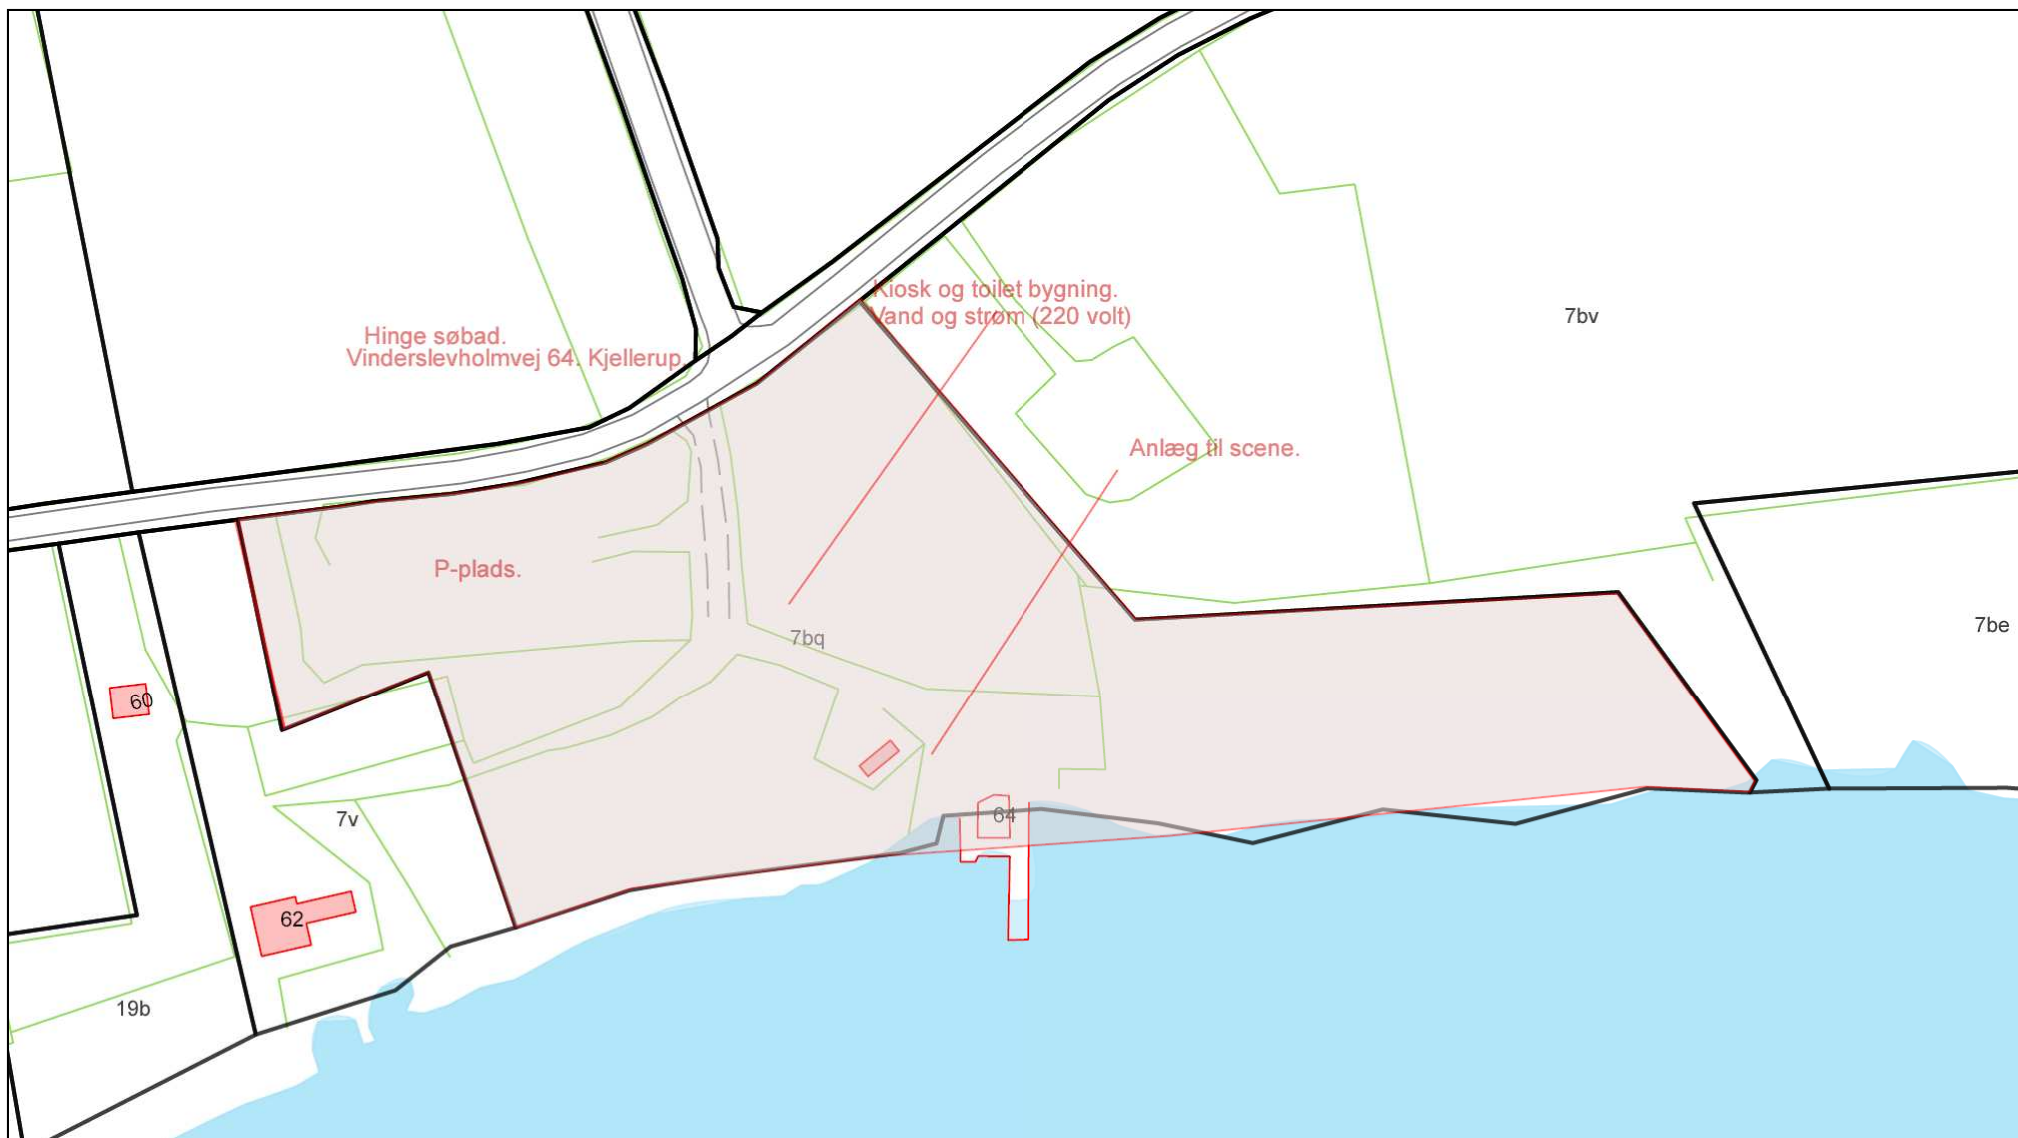 Kiosk og toilet bygning.
Vand og strøm (220 volt)
7bv
Hinge søbad.
Vinderslevholmvej 64. Kjellerup.
Anlæg til scene.
P-plads.
7bq
7be
60
64
7v
62
19b